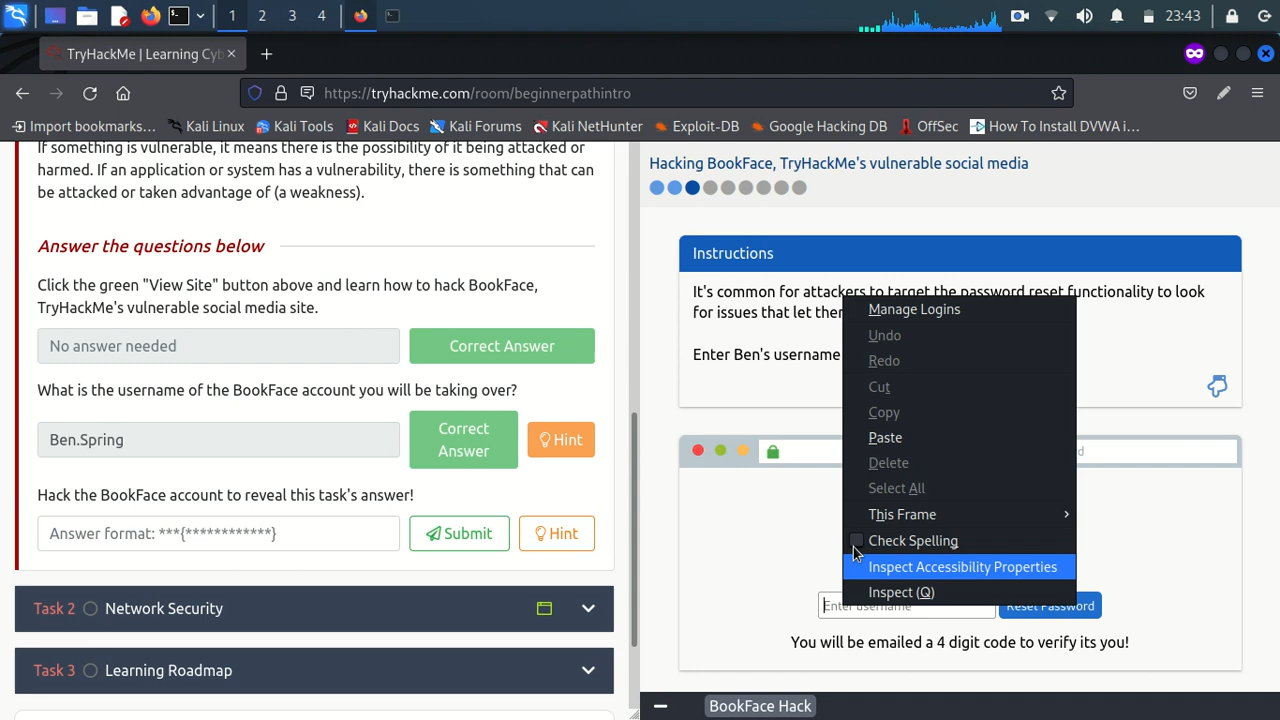 1 2 3 4 23:43
TryHackMe | Learning Cyb
https://tryhackme.com/room/beginnerpathintro
Import bookmarks... Kali Linux Kali Tools Kali Docs Kali Forums Kali NetHunter Exploit-DB Google Hacking DB OffSec How To Install DVWA i...
If something is vulnerable, it means there is the possibility of it being attacked or
harmed. If an application or system has a vulnerability, there is something that can
be attacked or taken advantage of (a weakness).
Answer the questions below
Click the green "View Site" button above and learn how to hack BookFace,
TryHackMe's vulnerable social media site.
No answer needed
Correct Answer
What is the username of the BookFace account you will be taking over?
Ben.Spring
Correct
Answer
Hint
Hack the BookFace account to reveal this task's answer!
Answer format: ***{************}
Submit
Hint
Task 2 Network Security
Task 3 Learning Roadmap
Hacking BookFace, TryHackMe's vulnerable social media
Instructions
It's common for attackers to target the password reset functionality to look
for issues that let ther
Enter Ben's username
Manage Logins
Undo
Redo
Cut
Copy
Paste
Delete
Select All
This Frame
Check Spelling
Inspect Accessibility Properties
Inspect (Q)
d
Enter username
Reset Password
You will be emailed a 4 digit code to verify its you!
BookFace Hack